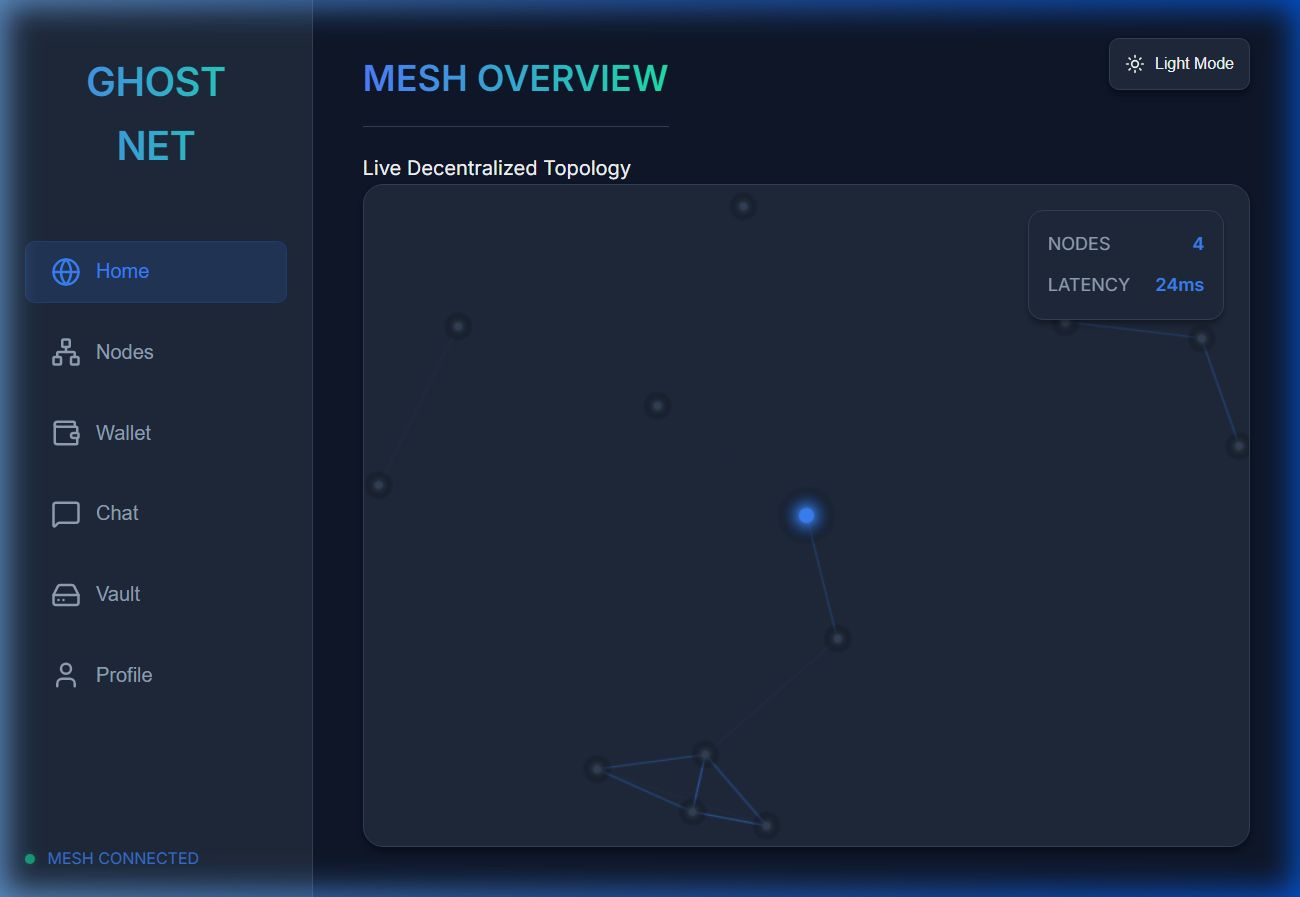 GHOST
NET
Home
Nodes
Wallet
Chat
Vault
Profile
MESH CONNECTED
MESH OVERVIEW
Light Mode
Live Decentralized Topology
NODES 4
LATENCY 24ms